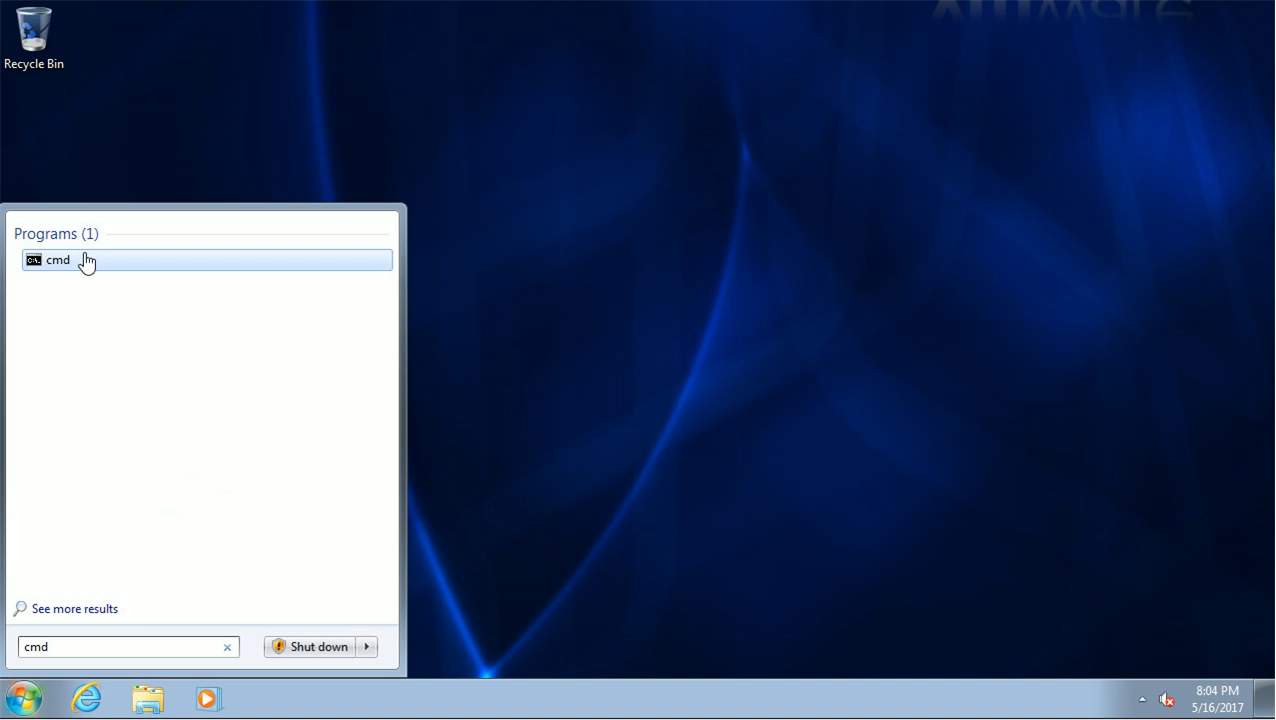 Recycle Bin
Programs (1)
cmd
See more results
cmd
Shut down
8:04 PM
5/16/2017